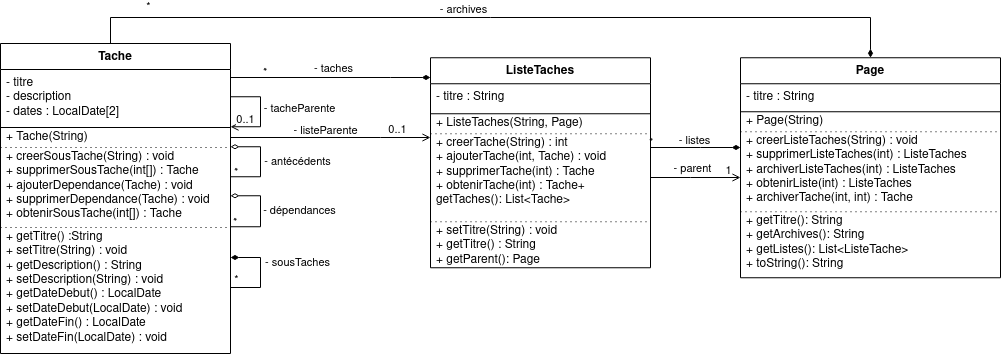 *
- archives
Tache
- titre
- description
- dates : LocalDate[2]
+ Tache(String)
+ creerSousTache(String) : void
+ supprimerSousTache(int[]) : Tache
+ ajouterDependance(Tache) : void
+ supprimerDependance(Tache) : void
+ obtenirSousTache(int[]) : Tache
+ getTitre() :String
+ setTitre(String) : void
+ getDescription() : String
+ setDescription(String) : void
+ getDateDebut() : LocalDate
+ setDateDebut(LocalDate) : void
+ getDateFin() : LocalDate
+ setDateFin(LocalDate) : void
*
- taches
- tacheParente
0..1
- listeParente
0..1
- antécédents
*
- dépendances
*
- sousTaches
*
ListeTaches
- titre : String
+ ListeTaches(String, Page)
+ creerTache(String) : int
+ ajouterTache(int, Tache) : void
+ supprimerTache(int) : Tache
+ obtenirTache(int) : Tache+
getTaches(): List<Tache>
+ setTitre(String) : void
+ getTitre() : String
+ getParent(): Page
*
- listes
- parent
1
Page
- titre : String
+ Page(String)
+ creerListeTaches(String) : void
+ supprimerListeTaches(int) : ListeTaches
+ archiverListeTaches(int) : ListeTaches
+ obtenirListe(int) : ListeTaches
+ archiverTache(int, int) : Tache
+ getTitre(): String
+ getArchives(): String
+ getListes(): List<ListeTache>
+ toString(): String